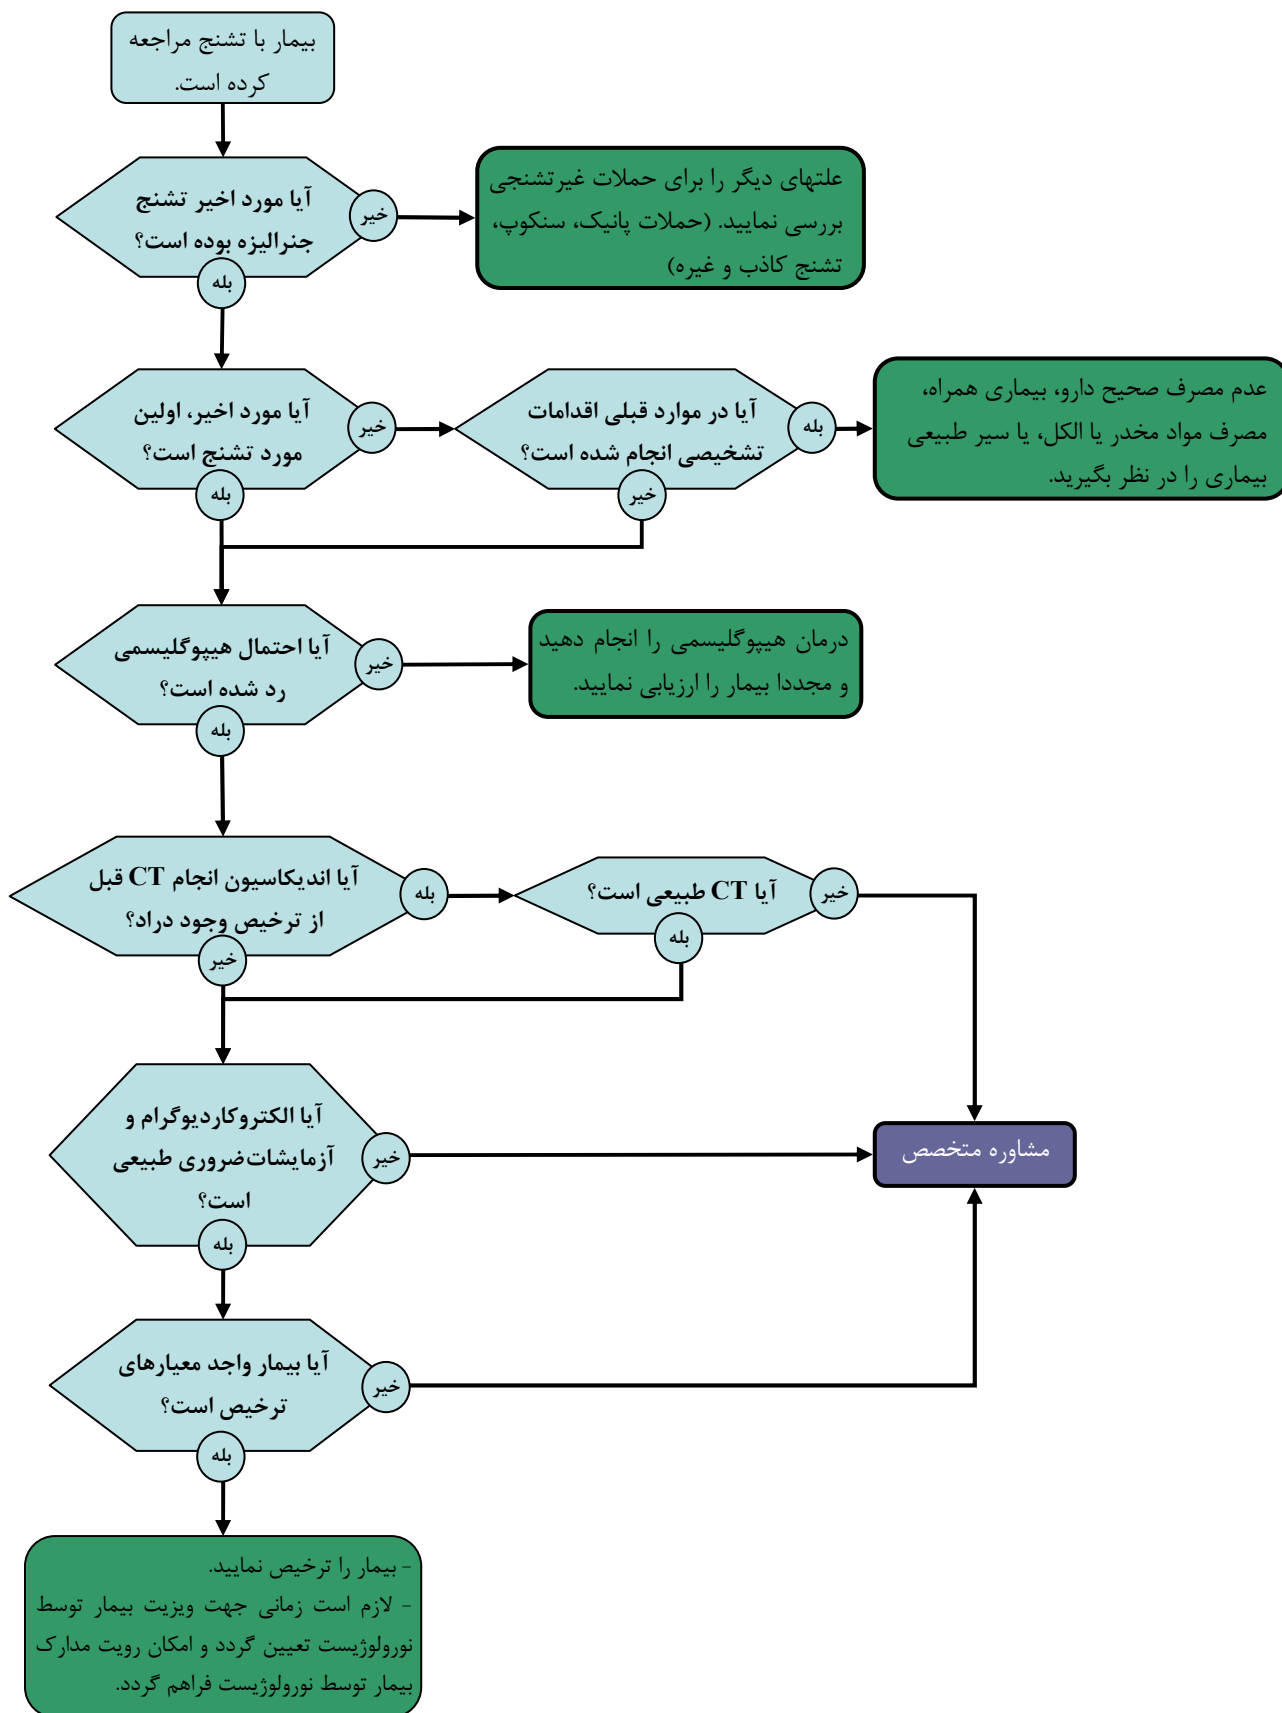 بیمار با تشنج مراجعه
کرده است.
آیا مورد اخیر تشنج
جنرالیزه بوده است؟
خیر
بله
علتهای دیگر را برای حملات غیرتشنجی
بررسی نمایید. (حملات پانیک، سنکوپ،
تشنج کاذب و غیره)
آیا مورد اخیر، اولین
مورد تشنج است؟
خیر
بله
آیا در موارد قبلی اقدامات
تشخیصی انجام شده است؟
بله
خیر
عدم مصرف صحیح دارو، بیماری همراه،
مصرف مواد مخدر یا الکل، یا سیر طبیعی
بیماری را در نظر بگیرید.
آیا احتمال هیپوگلیسمی
رد شده است؟
خیر
بله
درمان هیپوگلیسمی را انجام دهید
و مجددا بیمار را ارزیابی نمایید.
آیا اندیکاسیون انجام CT قبل
از ترخیص وجود دراد؟
بله
خیر
آیا CT طبیعی است؟
خیر
بله
آیا الکتروکاردیوگرام و
آزمایشات‌ضروری طبیعی
است؟
خیر
بله
مشاوره متخصص
آیا بیمار واجد معیارهای
ترخیص است؟
خیر
بله
- بیمار را ترخیص نمایید.
- لازم است زمانی جهت ویزیت بیمار توسط
نورولوژیست تعیین گردد و امکان رویت مدارک
بیمار توسط نورولوژیست فراهم گردد.